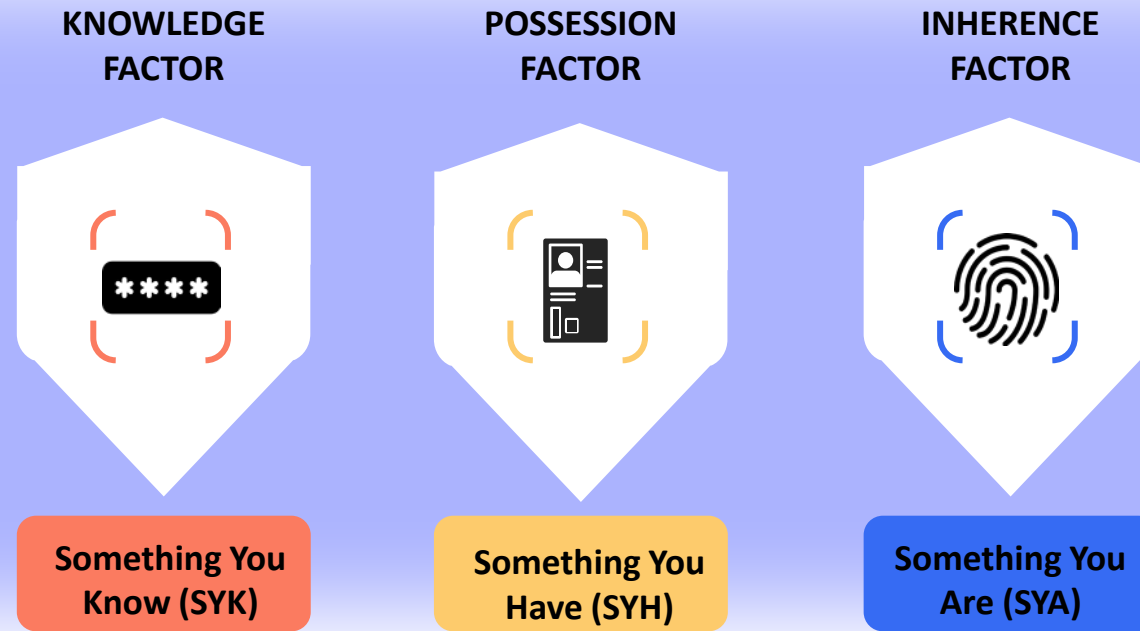 KNOWLEDGE
FACTOR
POSSESSION
FACTOR
INHERENCE
FACTOR
****
Something You
Know (SYK)
Something You
Have (SYH)
Something You
Are (SYA)